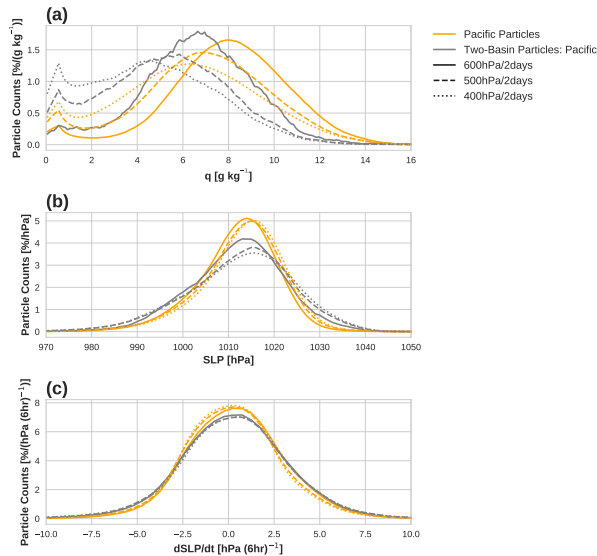 (a)
Particle Counts [%/(g kg⁻¹)]
1.5
1.0
0.5
0.0
0 2 4 6 8 10 12 14 16
q [g kg⁻¹]
Pacific Particles
Two-Basin Particles: Pacific
600hPa/2days
500hPa/2days
400hPa/2days
(b)
Particle Counts [%/hPa]
5
4
3
2
1
0
970 980 990 1000 1010 1020 1030 1040 1050
SLP [hPa]
(c)
Particle Counts [%/(hPa (6hr)⁻¹)]
8
6
4
2
0
−10.0 −7.5 −5.0 −2.5 0.0 2.5 5.0 7.5 10.0
dSLP/dt [hPa (6hr)⁻¹]